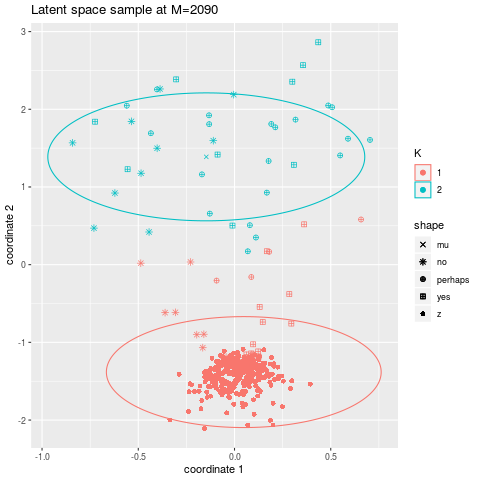 Latent space sample at M=2090
3
2
1
0
-1
-2
coordinate 2
-1.0
-0.5
0.0
0.5
coordinate 1
K
1
2
shape
mu
no
perhaps
yes
z